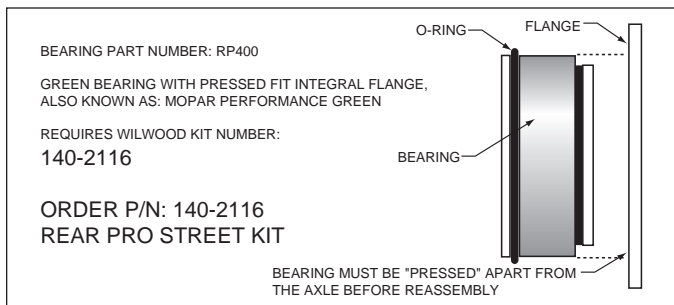 BEARING PART NUMBER: RP400
GREEN BEARING WITH PRESSED FIT INTEGRAL FLANGE,
ALSO KNOWN AS: MOPAR PERFORMANCE GREEN
REQUIRES WILWOOD KIT NUMBER:
140-2116
ORDER P/N: 140-2116
REAR PRO STREET KIT
O-RING
FLANGE
BEARING
BEARING MUST BE "PRESSED" APART FROM
THE AXLE BEFORE REASSEMBLY